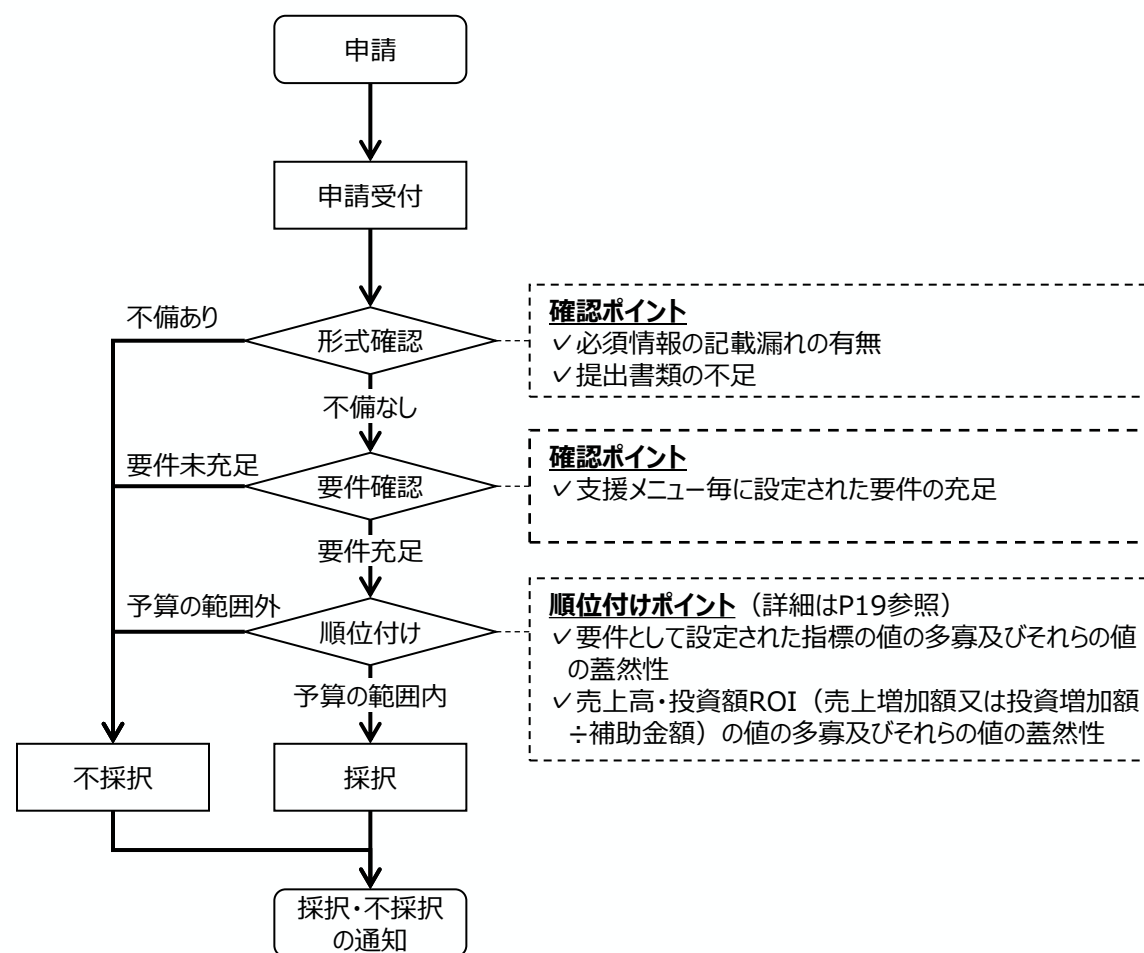 申請
申請受付
不備あり
形式確認
確認ポイント
✓必須情報の記載漏れの有無
✓提出書類の不足
不備なし
要件未充足
要件確認
確認ポイント
✓支援メニュー毎に設定された要件の充足
要件充足
予算の範囲外
順位付け
順位付けポイント（詳細はP19参照）
✓要件として設定された指標の値の多寡及びそれらの値
の蓋然性
✓売上高・投資額ROI（売上増加額又は投資増加額
÷補助金額）の値の多寡及びそれらの値の蓋然性
予算の範囲内
不採択
採択
採択・不採択
の通知